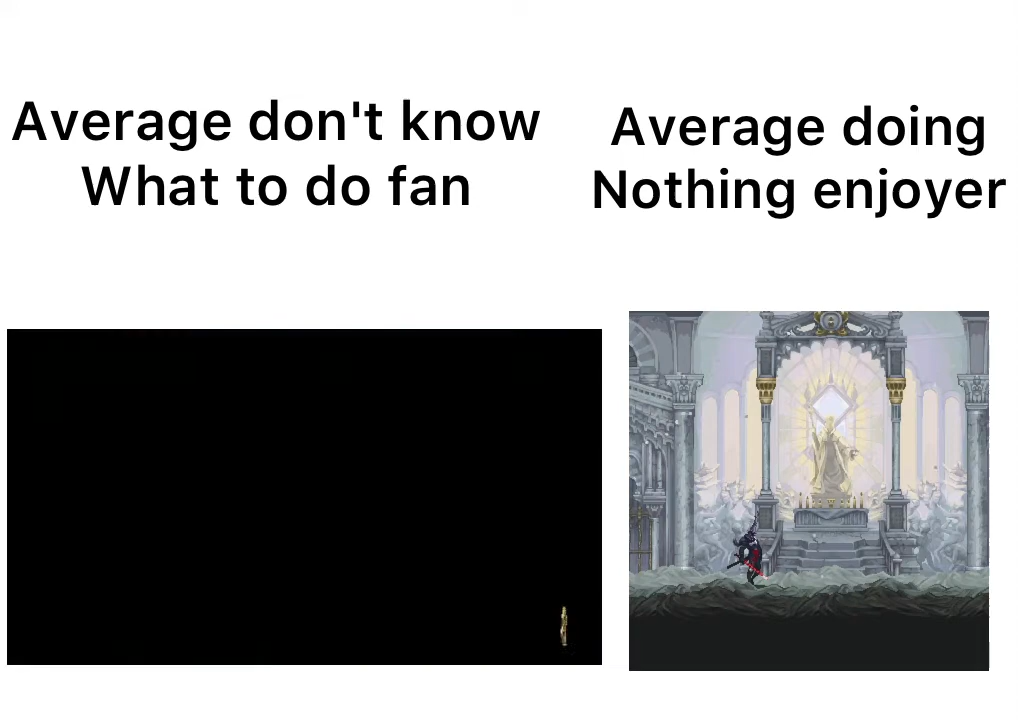 Average don't know
What to do fan
Average doing
Nothing enjoyer